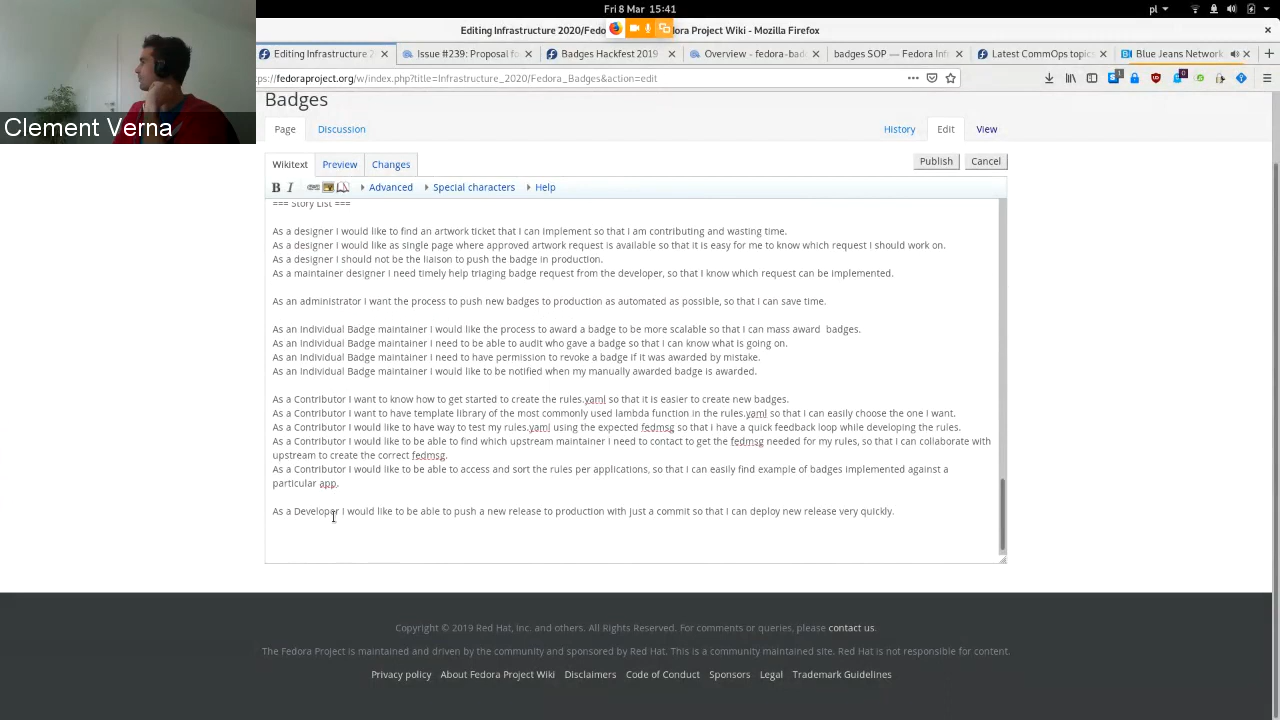 Fri 8 Mar 15:41
pl
Editing Infrastructure 2020/Fedo
ora Project Wiki - Mozilla Firefox
Editing Infrastructure 2
Issue #239: Proposal fo
Badges Hackfest 2019
Overview - fedora-bad
badges SOP — Fedora
Latest CommOps topics
Blue Jeans Network
ps://fedoraproject.org/w/index.php?title=Infrastructure_2020/Fedora_Badges&action=edit
Badges
Clement Verna
Page
Discussion
History
Edit
View
Wikitext
Preview
Changes
Publish
Cancel
B I
Advanced
Special characters
Help
=== Story List ===
As a designer I would like to find an artwork ticket that I can implement so that i am contributing and wasting time.
As a designer I would like as single page where approved artwork request is available so that it is easy for me to know which request I should work on.
As a designer I should not be the liaison to push the badge in production.
As a maintainer designer I need timely help triaging badge request from the developer, so that I know which request can be implemented.
As an administrator I want the process to push new badges to production as automated as possible, so that I can save time.
As an Individual Badge maintainer I would like the process to award a badge to be more scalable so that I can mass award  badges.
As an Individual Badge maintainer I need to be able to audit who gave a badge so that I can know what is going on.
As an Individual Badge maintainer I need to have permission to revoke a badge if it was awarded by mistake.
As an Individual Badge maintainer I would like to be notified when my manually awarded badge is awarded.
As a Contributor I want to know how to get started to create the rules.yaml so that it is easier to create new badges.
As a Contributor I want to have template library of the most commonly used lambda function in the rules.yaml so that I can easily choose the one I want.
As a Contributor I would like to have way to test my rules.yaml using the expected fedmsg so that i have a quick feedback loop while developing the rules.
As a Contributor I would like to be able to find which upstream maintainer I need to contact to get the fedmsg needed for my rules, so that I can collaborate with
upstream to create the correct fedmsg.
As a Contributor I would like to be able to access and sort the rules per applications, so that I can easily find example of badges implemented against a
particular app.
As a Developer I would like to be able to push a new release to production with just a commit so that I can deploy new release very quickly.
Copyright © 2019 Red Hat, Inc. and others. All Rights Reserved. For comments or queries, please contact us.
The Fedora Project is maintained and driven by the community and sponsored by Red Hat. This is a community maintained site. Red Hat is not responsible for content.
Privacy policy
About Fedora Project Wiki
Disclaimers
Code of Conduct
Sponsors
Legal
Trademark Guidelines